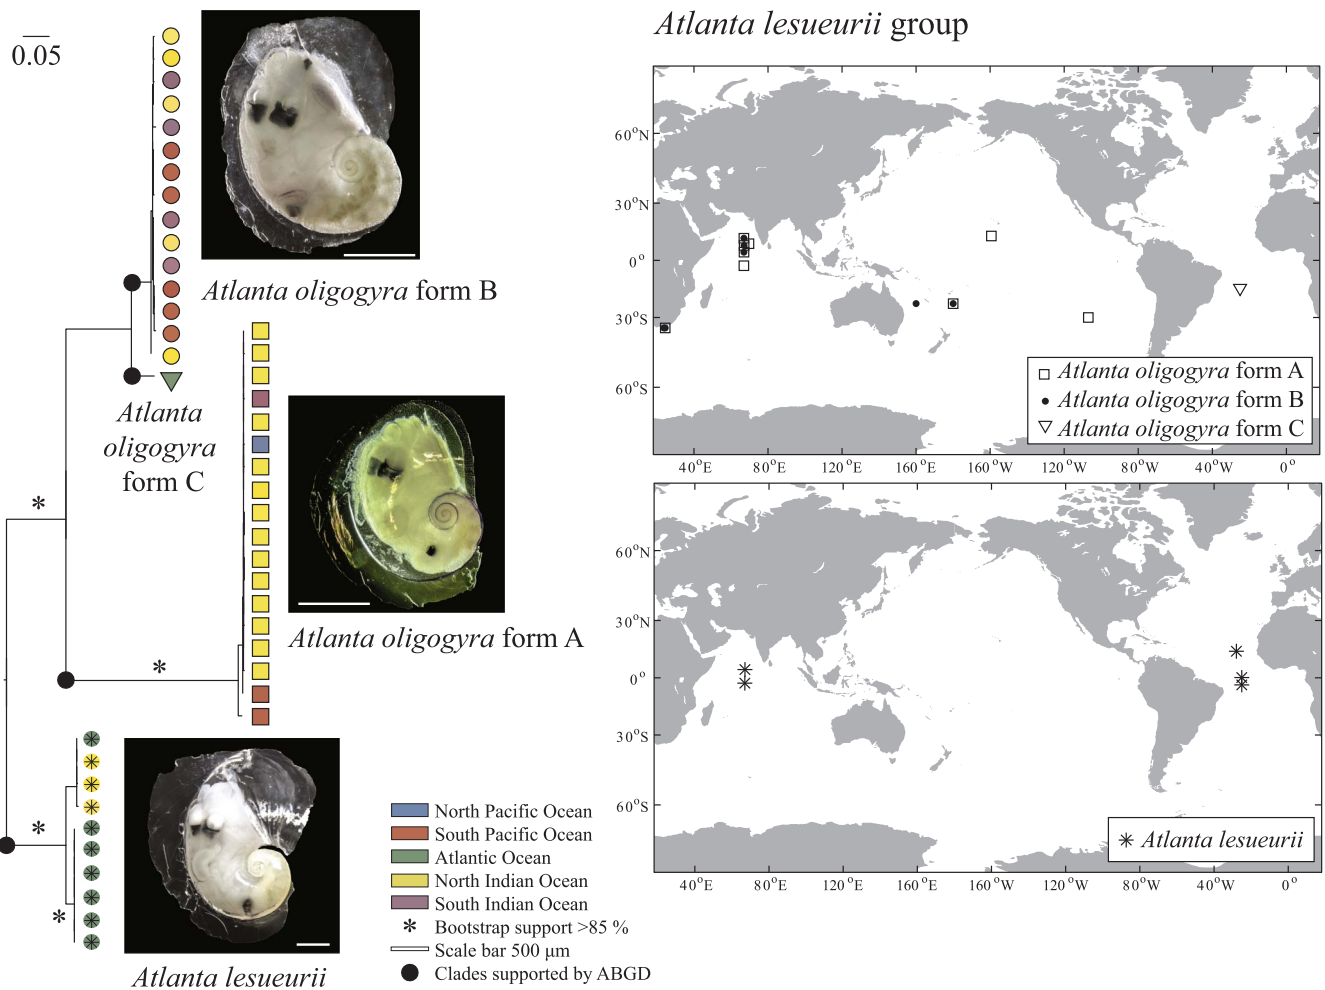 Atlanta lesueurii group
0.05
Atlanta oligogyra form B
Atlanta
oligogyra
form C
*
Atlanta oligogyra form A
*
*
*
Atlanta lesueurii
North Pacific Ocean
South Pacific Ocean
Atlantic Ocean
North Indian Ocean
South Indian Ocean
* Bootstrap support >85 %
Scale bar 500 μm
Clades supported by ABGD
60°N
30°N
0°
30°S
60°S
Atlanta oligogyra form A
Atlanta oligogyra form B
Atlanta oligogyra form C
40°E 80°E 120°E 160°E 160°W 120°W 80°W 40°W 0°
60°N
30°N
0°
30°S
60°S
Atlanta lesueurii
40°E 80°E 120°E 160°E 160°W 120°W 80°W 40°W 0°